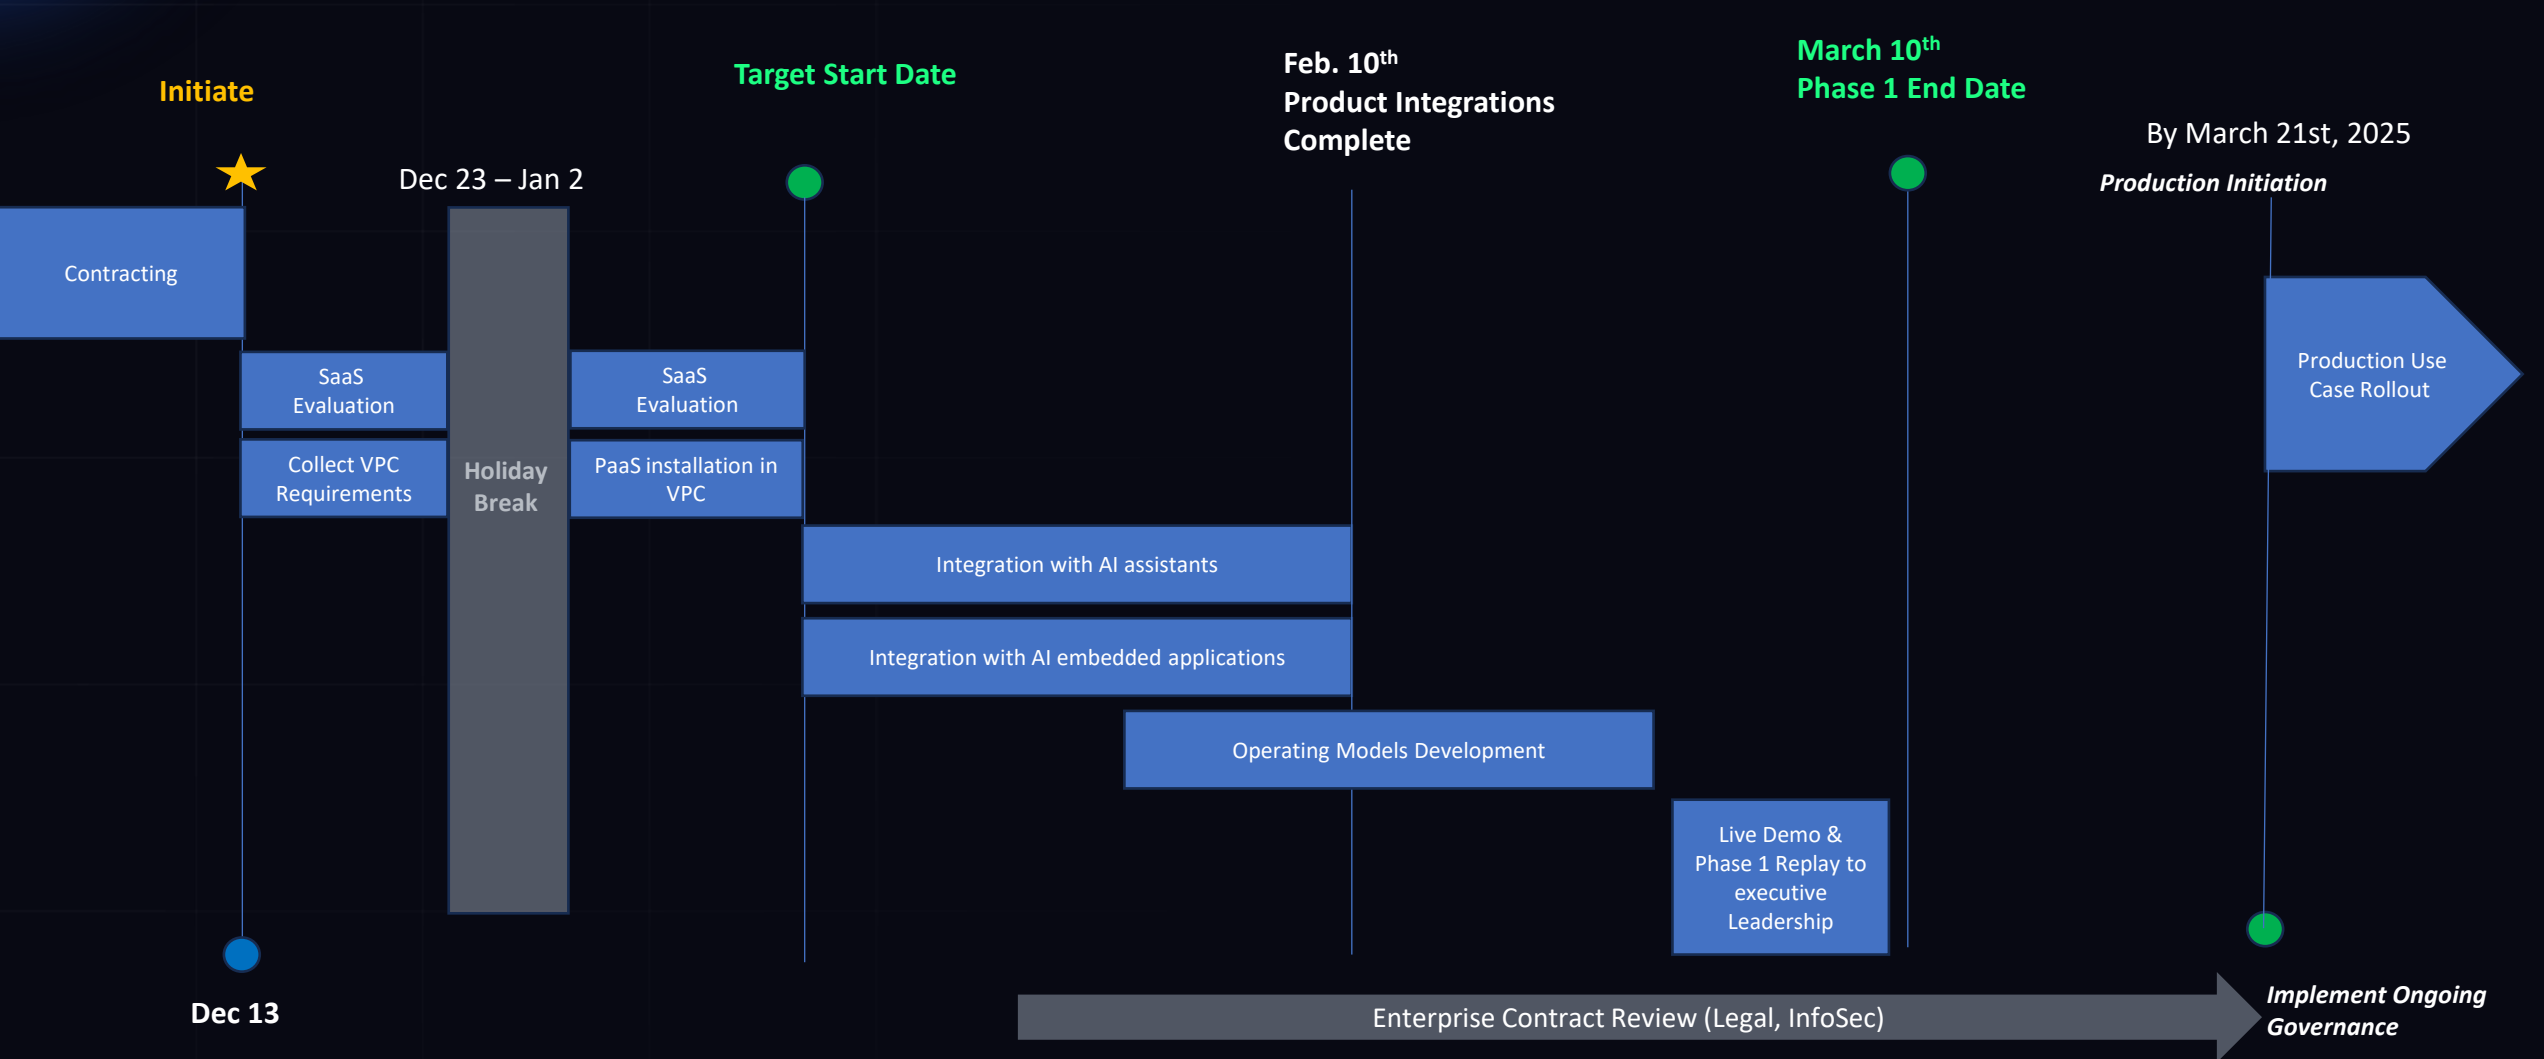 Initiate
Target Start Date
Feb. 10th
Product Integrations
Complete
March 10th
Phase 1 End Date
By March 21st, 2025
Production Initiation
Dec 23 – Jan 2
Contracting
SaaS
Evaluation
SaaS
Evaluation
Collect VPC
Requirements
Holiday
Break
PaaS installation in
VPC
Production Use
Case Rollout
Integration with AI assistants
Integration with AI embedded applications
Operating Models Development
Live Demo &
Phase 1 Replay to
executive
Leadership
Dec 13
Enterprise Contract Review (Legal, InfoSec)
Implement Ongoing
Governance